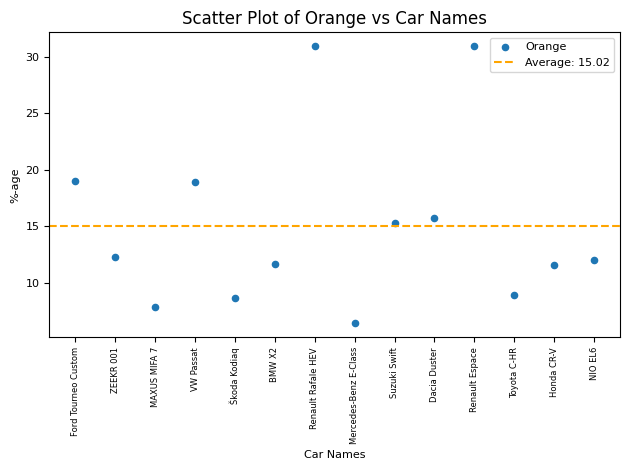 Scatter Plot of Orange vs Car Names
30
25
20
15
10
%-age
Orange
Average: 15.02
Ford Tourneo Custom
ZEEKR 001
MAXUS MIFA 7
VW Passat
Škoda Kodiaq
BMW X2
Renault Rafale HEV
Mercedes-Benz E-Class
Suzuki Swift
Dacia Duster
Renault Espace
Toyota C-HR
Honda CR-V
NIO EL6
Car Names